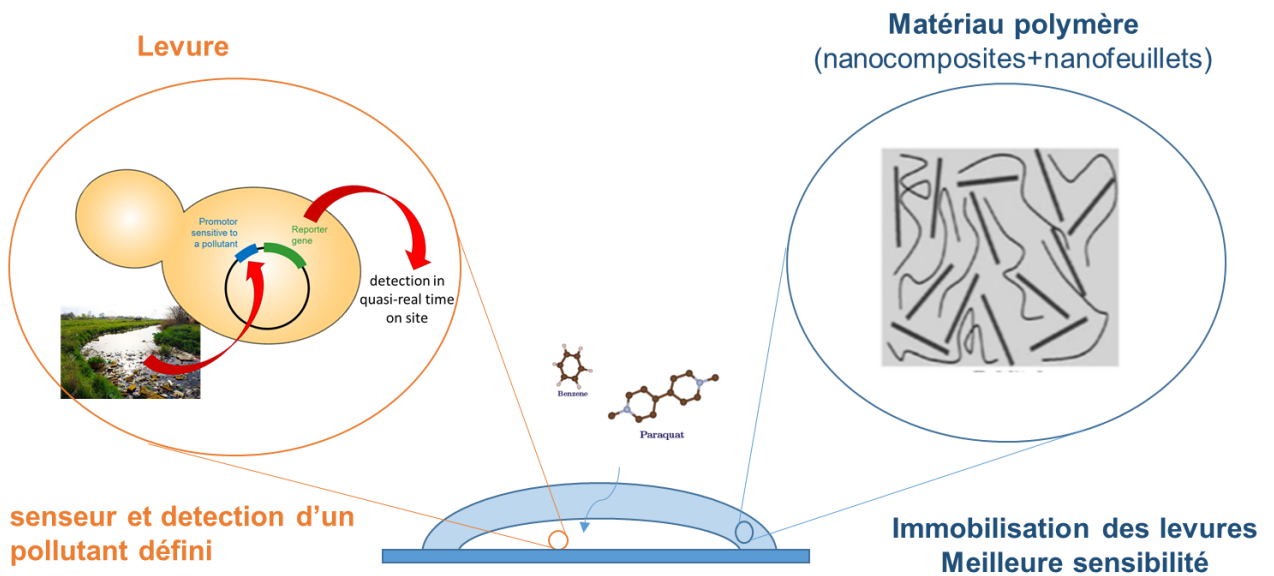 Levure
Matériau polymère
(nanocomposites+nanofeuillets)
Promotor
sensitive to
a pollutant
Reporter
gene
detection in
quasi-real time
on site
Benzene
Paraquat
senseur et detection d'un
pollutant défini
Immobilisation des levures
Meilleure sensibilité